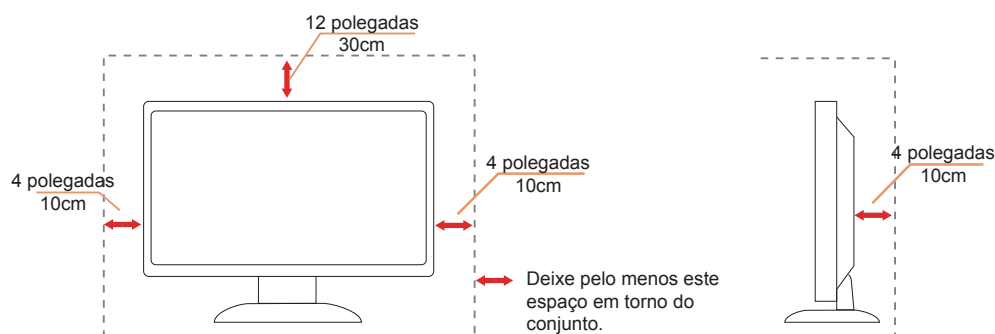 12 polegadas
30cm
4 polegadas
10cm
4 polegadas
10cm
Deixe pelo menos este
espaço em torno do
conjunto.
4 polegadas
10cm